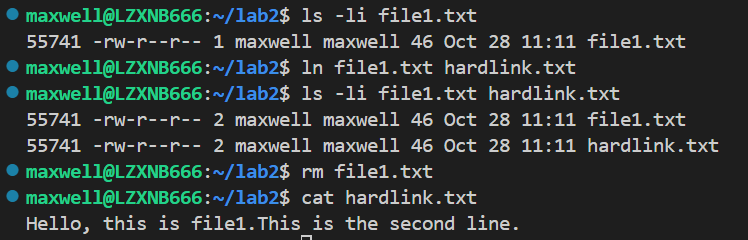 maxwell@LZXNB666:~/lab2$ ls -li file1.txt
55741 -rw-r--r-- 1 maxwell maxwell 46 Oct 28 11:11 file1.txt
maxwell@LZXNB666:~/lab2$ ln file1.txt hardlink.txt
maxwell@LZXNB666:~/lab2$ ls -li file1.txt hardlink.txt
55741 -rw-r--r-- 2 maxwell maxwell 46 Oct 28 11:11 file1.txt
55741 -rw-r--r-- 2 maxwell maxwell 46 Oct 28 11:11 hardlink.txt
maxwell@LZXNB666:~/lab2$ rm file1.txt
maxwell@LZXNB666:~/lab2$ cat hardlink.txt
Hello, this is file1.This is the second line.